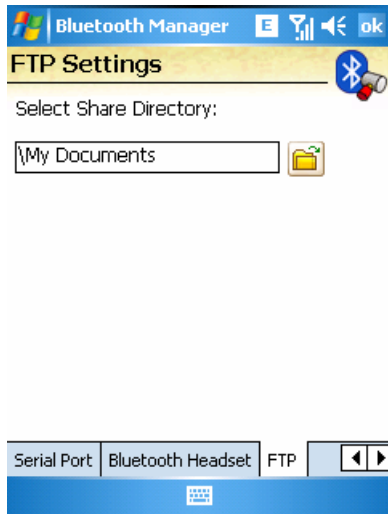 Bluetooth Manager E ok
FTP Settings
Select Share Directory:
\My Documents
Serial Port Bluetooth Headset FTP